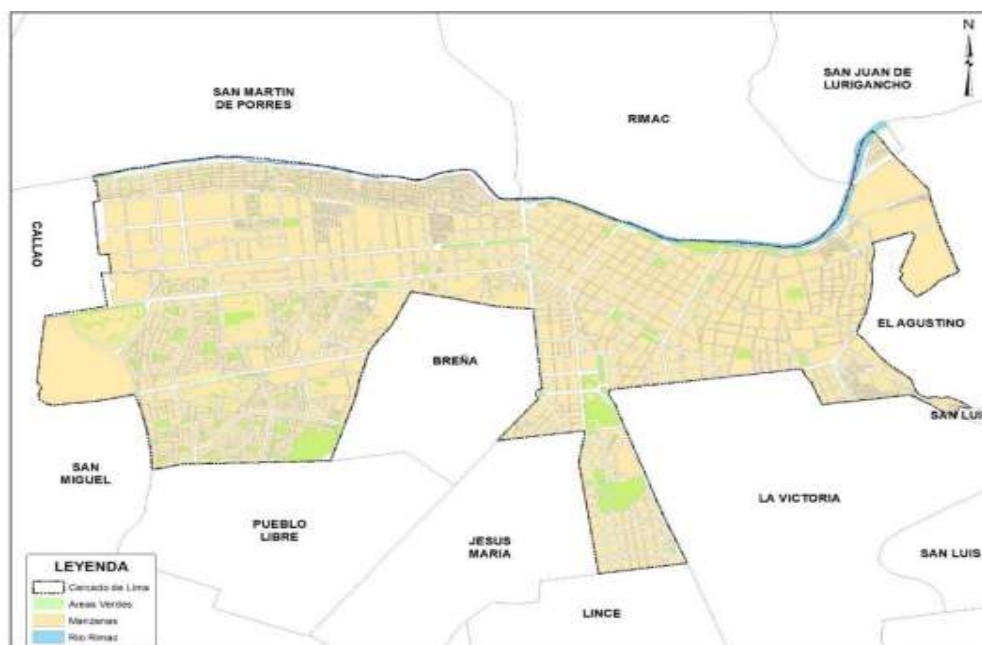 N
SAN MARTIN
DE PORRES
SAN JUAN DE
LURIGANCHO
RIMAC
CALLAO
EL AGUSTINO
BREÑA
SAN LUI
SAN
MIGUEL
LA VICTORIA
PUEBLO
LIBRE
JESUS
MARIA
SAN LUIS
LINCE
LEYENDA
Cercado de Lima
Areas Verdes
Manzanas
Rio Rimac